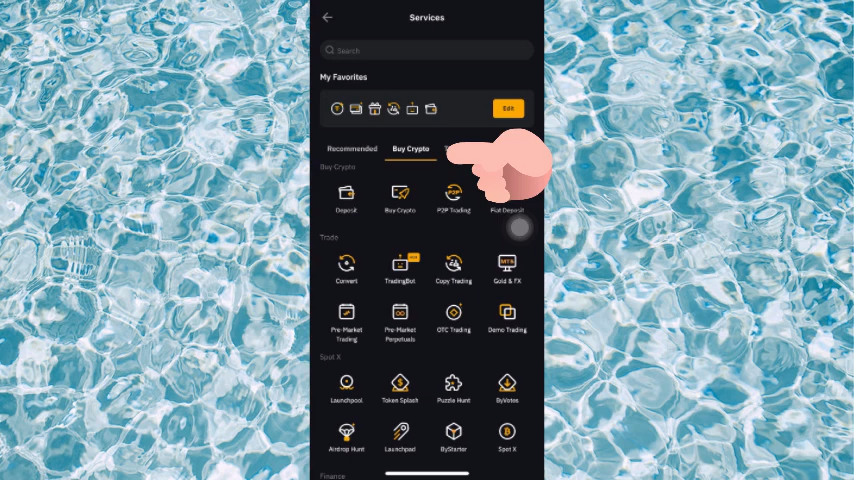 Services
Search
My Favorites
Edit
Recommended Buy Crypto
Buy Crypto
Deposit Buy Crypto P2P Trading Fiat Deposit
Trade
Convert TradingBot Copy Trading Gold & FX
Pre-Market Trading Pre-Market Perpetuals OTC Trading Demo Trading
Spot X
Launchpool Token Splash Puzzle Hunt ByVotes
Airdrop Hunt Launchpad ByStarter Spot X
Finance